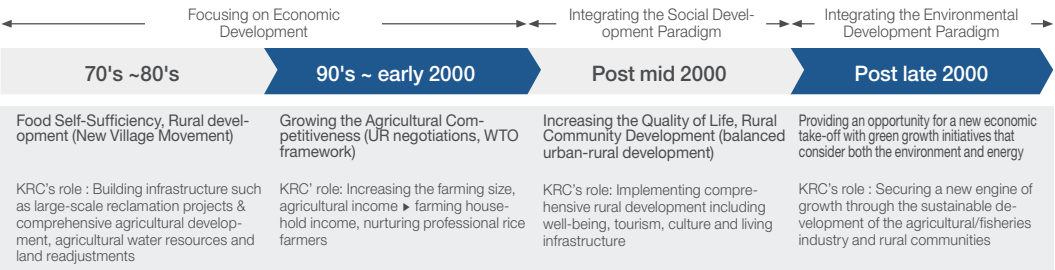 Focusing on Economic
Development
Integrating the Social Devel-
opment Paradigm
Integrating the Environmental
Development Paradigm
70's ~80's
90's ~ early 2000
Post mid 2000
Post late 2000
Food Self-Sufficiency, Rural devel-
opment (New Village Movement)
KRC's role : Building infrastructure such
as large-scale reclamation projects &
comprehensive agricultural develop-
ment, agricultural water resources and
land readjustments
Growing the Agricultural Com-
petitiveness (UR negotiations, WTO
framework)
KRC' role: Increasing the farming size,
agricultural income ▶ farming house-
hold income, nurturing professional rice
farmers
Increasing the Quality of Life, Rural
Community Development (balanced
urban-rural development)
KRC's role: Implementing compre-
hensive rural development including
well-being, tourism, culture and living
infrastructure
Providing an opportunity for a new economic
take-off with green growth initiatives that
consider both the environment and energy
KRC's role : Securing a new engine of
growth through the sustainable de-
velopment of the agricultural/fisheries
industry and rural communities